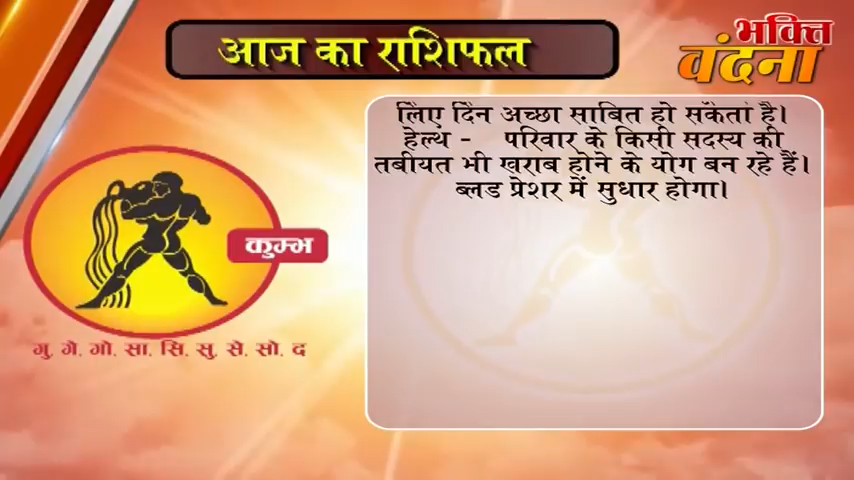 आज का राशिफल
भक्ति
वंदना
लिए दिन अच्छा साबित हो सकता है।
हेल्थ - परिवार के किसी सदस्य की
तबीयत भी खराब होने के योग बन रहे हैं।
ब्लड प्रेशर में सुधार होगा।
कुम्भ
गु. गे. गो. सा. सि. सु. से. सो. द